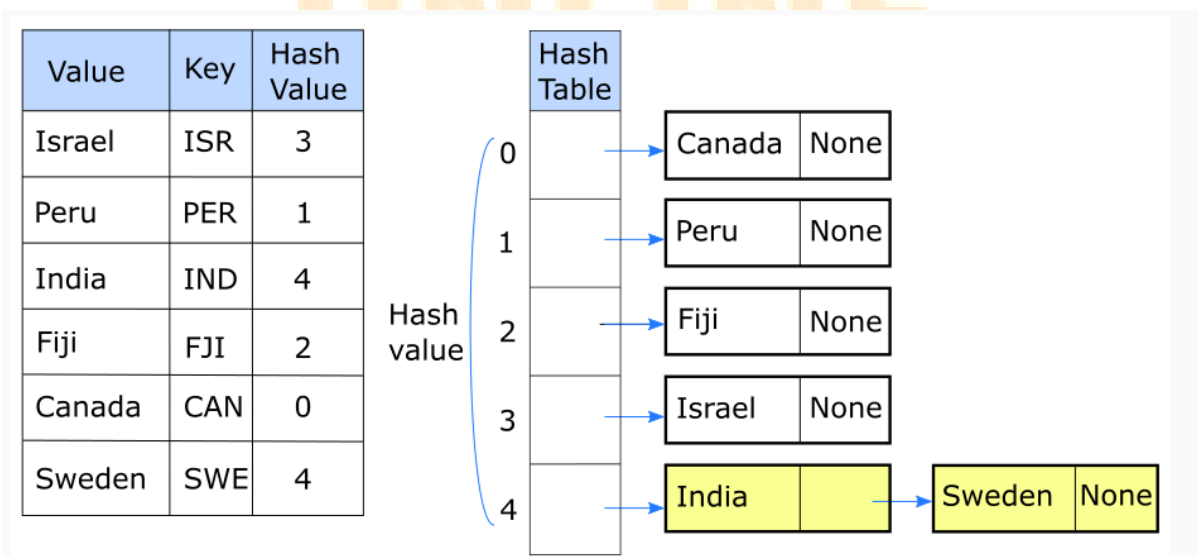 Value Key Hash Value
Israel ISR 3
Peru PER 1
India IND 4
Fiji FJI 2
Canada CAN 0
Sweden SWE 4
Hash value
Hash Table
0 Canada None
1 Peru None
2 Fiji None
3 Israel None
4 India Sweden None